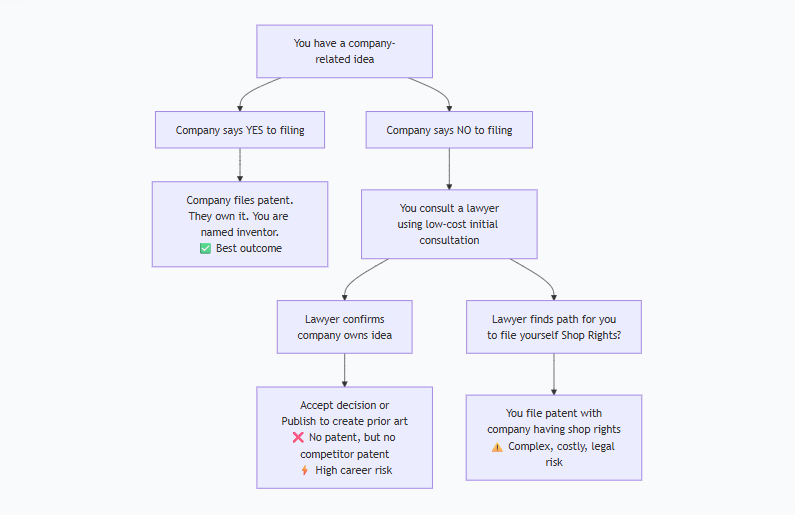 You have a company-
related idea
Company says YES to filing
Company says NO to filing
Company files patent.
They own it. You are
named inventor.
✅ Best outcome
You consult a lawyer
using low-cost initial
consultation
Lawyer confirms
company owns idea
Lawyer finds path for you
to file yourself Shop Rights?
Accept decision or
Publish to create prior art
❌ No patent, but no
competitor patent
⚡ High career risk
You file patent with
company having shop rights
⚠️ Complex, costly, legal
risk